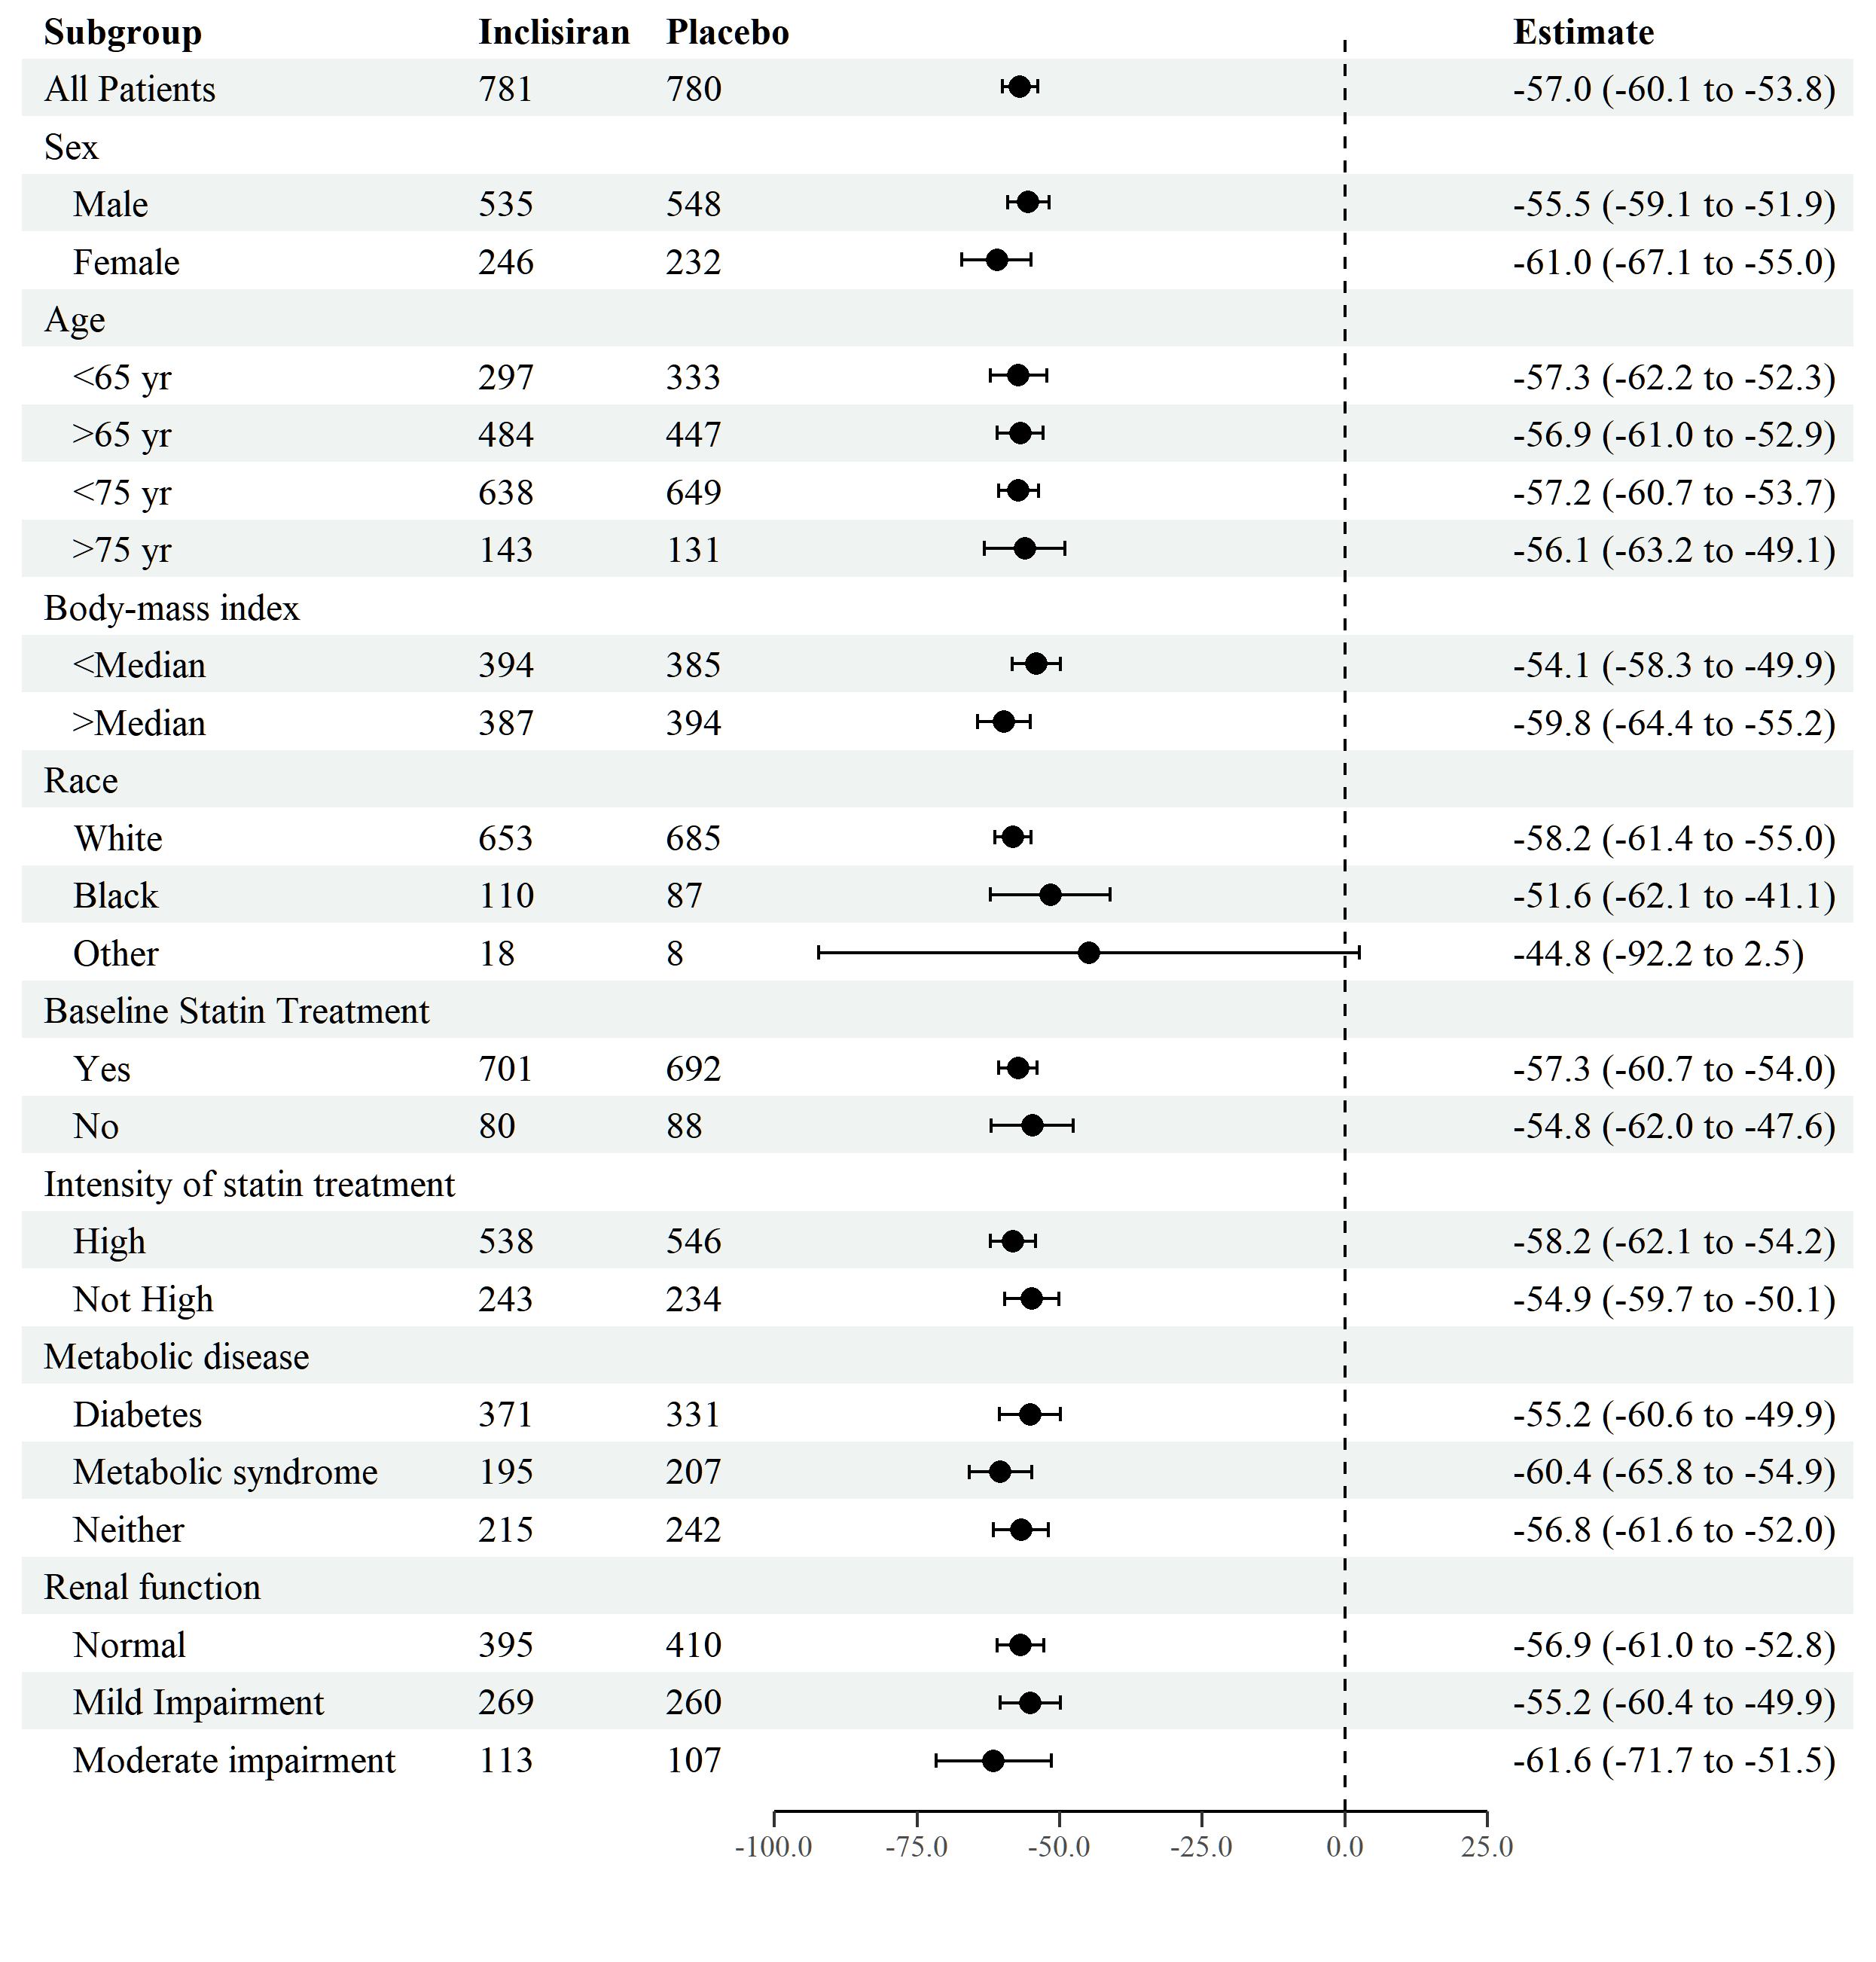 Subgroup Inclisiran Placebo Estimate
All Patients 781 780 -57.0 (-60.1 to -53.8)
Sex
Male 535 548 -55.5 (-59.1 to -51.9)
Female 246 232 -61.0 (-67.1 to -55.0)
Age
<65 yr 297 333 -57.3 (-62.2 to -52.3)
>65 yr 484 447 -56.9 (-61.0 to -52.9)
<75 yr 638 649 -57.2 (-60.7 to -53.7)
>75 yr 143 131 -56.1 (-63.2 to -49.1)
Body-mass index
<Median 394 385 -54.1 (-58.3 to -49.9)
>Median 387 394 -59.8 (-64.4 to -55.2)
Race
White 653 685 -58.2 (-61.4 to -55.0)
Black 110 87 -51.6 (-62.1 to -41.1)
Other 18 8 -44.8 (-92.2 to 2.5)
Baseline Statin Treatment
Yes 701 692 -57.3 (-60.7 to -54.0)
No 80 88 -54.8 (-62.0 to -47.6)
Intensity of statin treatment
High 538 546 -58.2 (-62.1 to -54.2)
Not High 243 234 -54.9 (-59.7 to -50.1)
Metabolic disease
Diabetes 371 331 -55.2 (-60.6 to -49.9)
Metabolic syndrome 195 207 -60.4 (-65.8 to -54.9)
Neither 215 242 -56.8 (-61.6 to -52.0)
Renal function
Normal 395 410 -56.9 (-61.0 to -52.8)
Mild Impairment 269 260 -55.2 (-60.4 to -49.9)
Moderate impairment 113 107 -61.6 (-71.7 to -51.5)
-100.0 -75.0 -50.0 -25.0 0.0 25.0